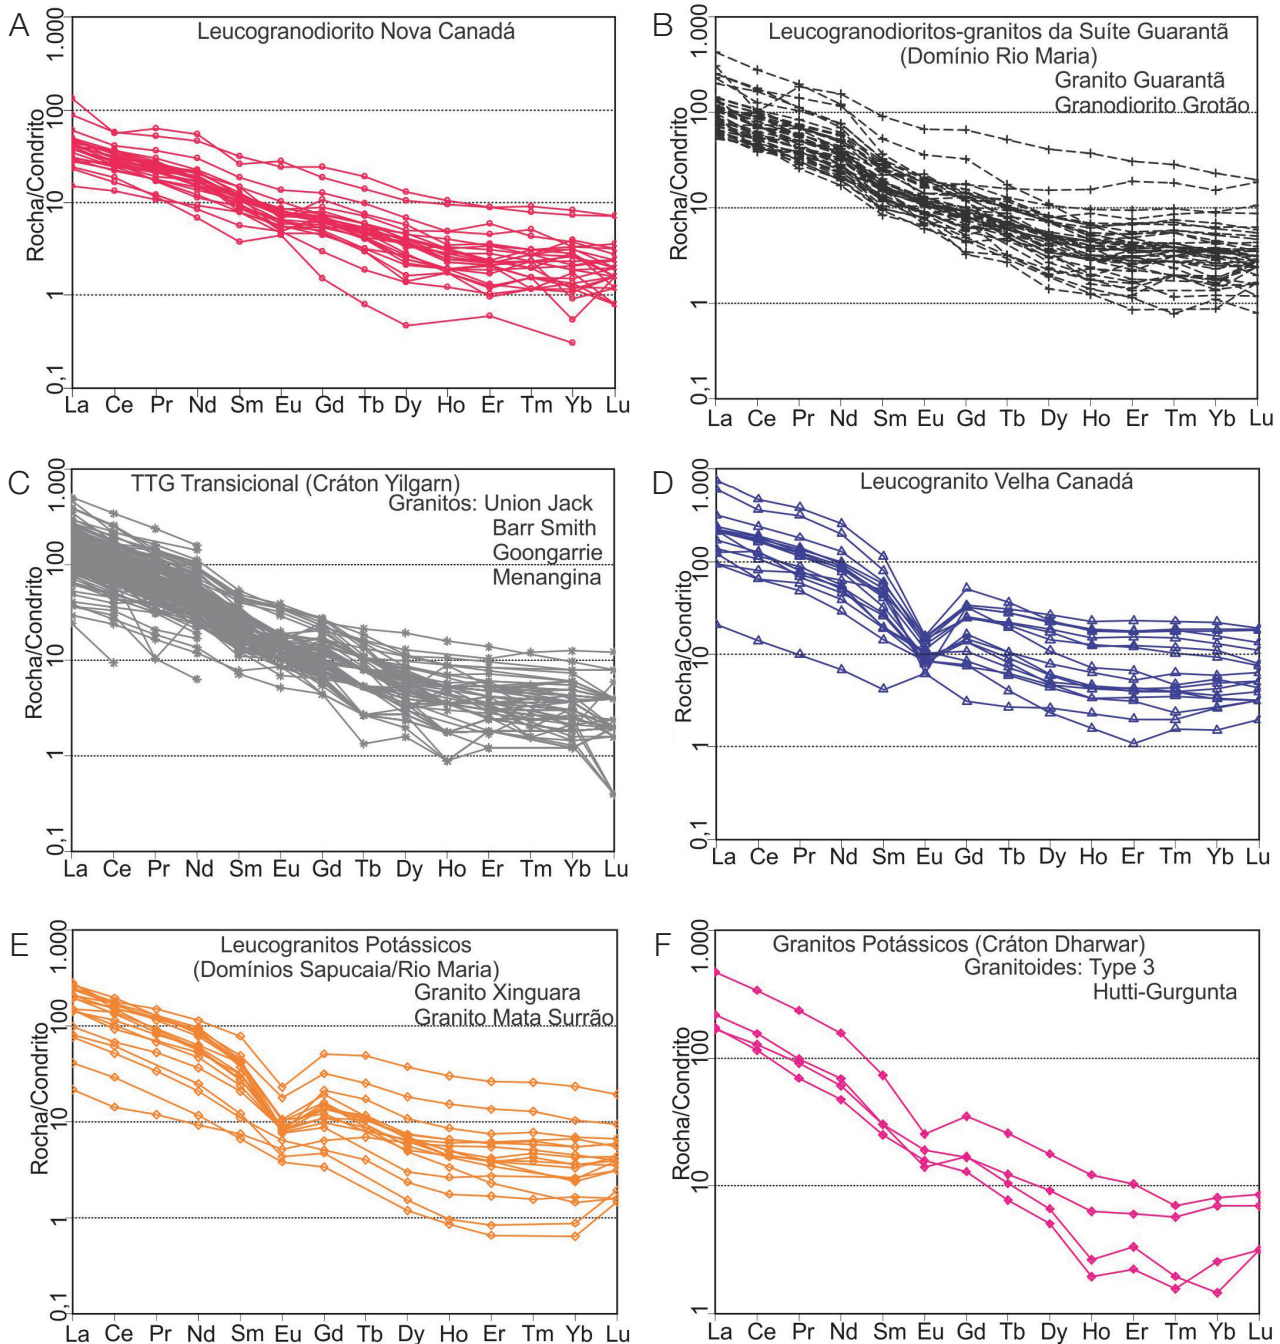 A
Leucogranodiorito Nova Canadá
Rocha/Condrito
1.000
100
10
1
0,1
La Ce Pr Nd Sm Eu Gd Tb Dy Ho Er Tm Yb Lu
B
Leucogranodioritos-granitos da Suíte Guarantã
(Domínio Rio Maria)
Granito Guarantã
Granodiorito Grotão
Rocha/Condrito
1.000
100
10
1
0,1
La Ce Pr Nd Sm Eu Gd Tb Dy Ho Er Tm Yb Lu
C
TTG Transicional (Cráton Yilgarn)
Granitos: Union Jack
Barr Smith
Goongarrie
Menangina
Rocha/Condrito
1.000
100
10
1
0,1
La Ce Pr Nd Sm Eu Gd Tb Dy Ho Er Tm Yb Lu
D
Leucogranito Velha Canadá
Rocha/Condrito
1.000
100
10
1
0,1
La Ce Pr Nd Sm Eu Gd Tb Dy Ho Er Tm Yb Lu
E
Leucogranitos Potássicos
(Domínios Sapucaia/Rio Maria)
Granito Xinguara
Granito Mata Surrão
Rocha/Condrito
1.000
100
10
1
0,1
La Ce Pr Nd Sm Eu Gd Tb Dy Ho Er Tm Yb Lu
F
Granitos Potássicos (Cráton Dharwar)
Granitoides: Type 3
Hutti-Gurgunta
Rocha/Condrito
1.000
100
10
1
La Ce Pr Nd Sm Eu Gd Tb Dy Ho Er Tm Yb Lu